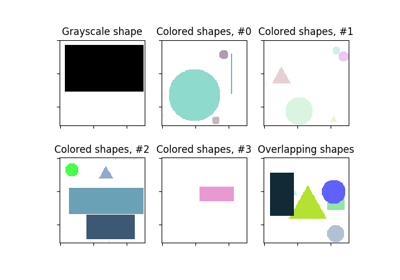 Grayscale shape
Colored shapes, #0
Colored shapes, #1
Colored shapes, #2
Colored shapes, #3
Overlapping shapes